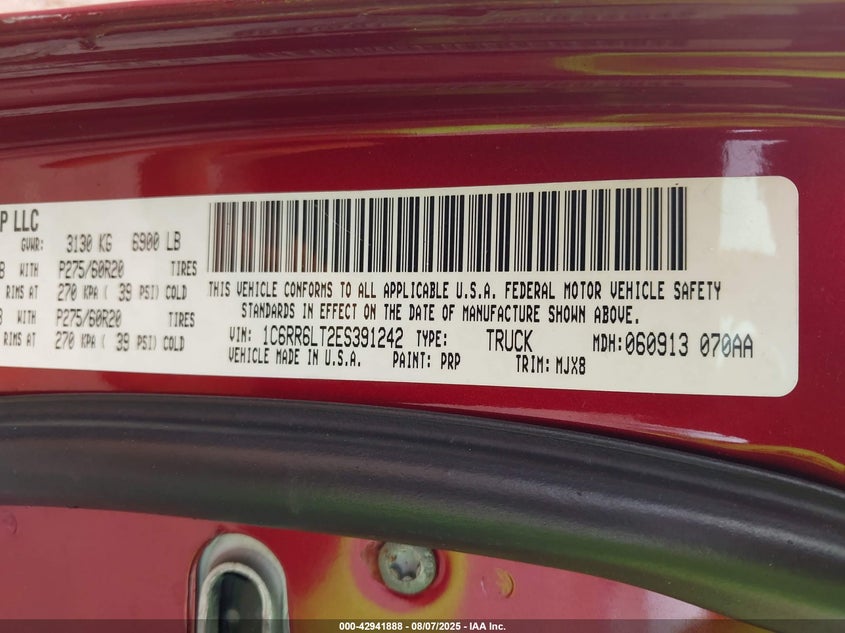 P LLC
GVWR: 3130 KG 6900 LB
WITH P275/60R20 TIRES
RIMS AT 270 KPA ( 39 PSI) COLD
WITH P275/60R20 TIRES
RIMS AT 270 KPA ( 39 PSI) COLD
THIS VEHICLE CONFORMS TO ALL APPLICABLE U.S.A. FEDERAL MOTOR VEHICLE SAFETY
STANDARDS IN EFFECT ON THE DATE OF MANUFACTURE SHOWN ABOVE.
VIN: 1C6RR6LT2ES391242 TYPE: TRUCK MDH:060913 070AA
VEHICLE MADE IN U.S.A. PAINT: PRP TRIM: MJX8
000-42941888 - 08/07/2025 - IAA Inc.